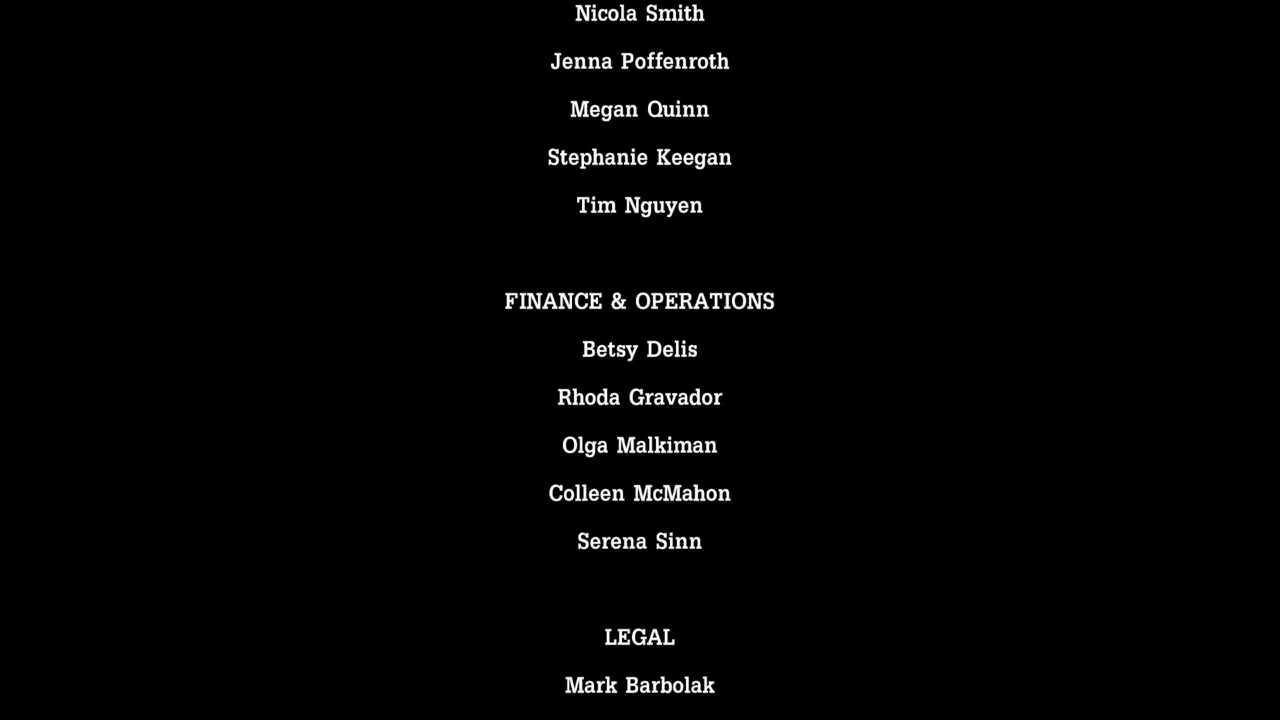 Nicola Smith
Jenna Poffenroth
Megan Quinn
Stephanie Keegan
Tim Nguyen
FINANCE & OPERATIONS
Betsy Delis
Rhoda Gravador
Olga Malkiman
Colleen McMahon
Serena Sinn
LEGAL
Mark Barbolak